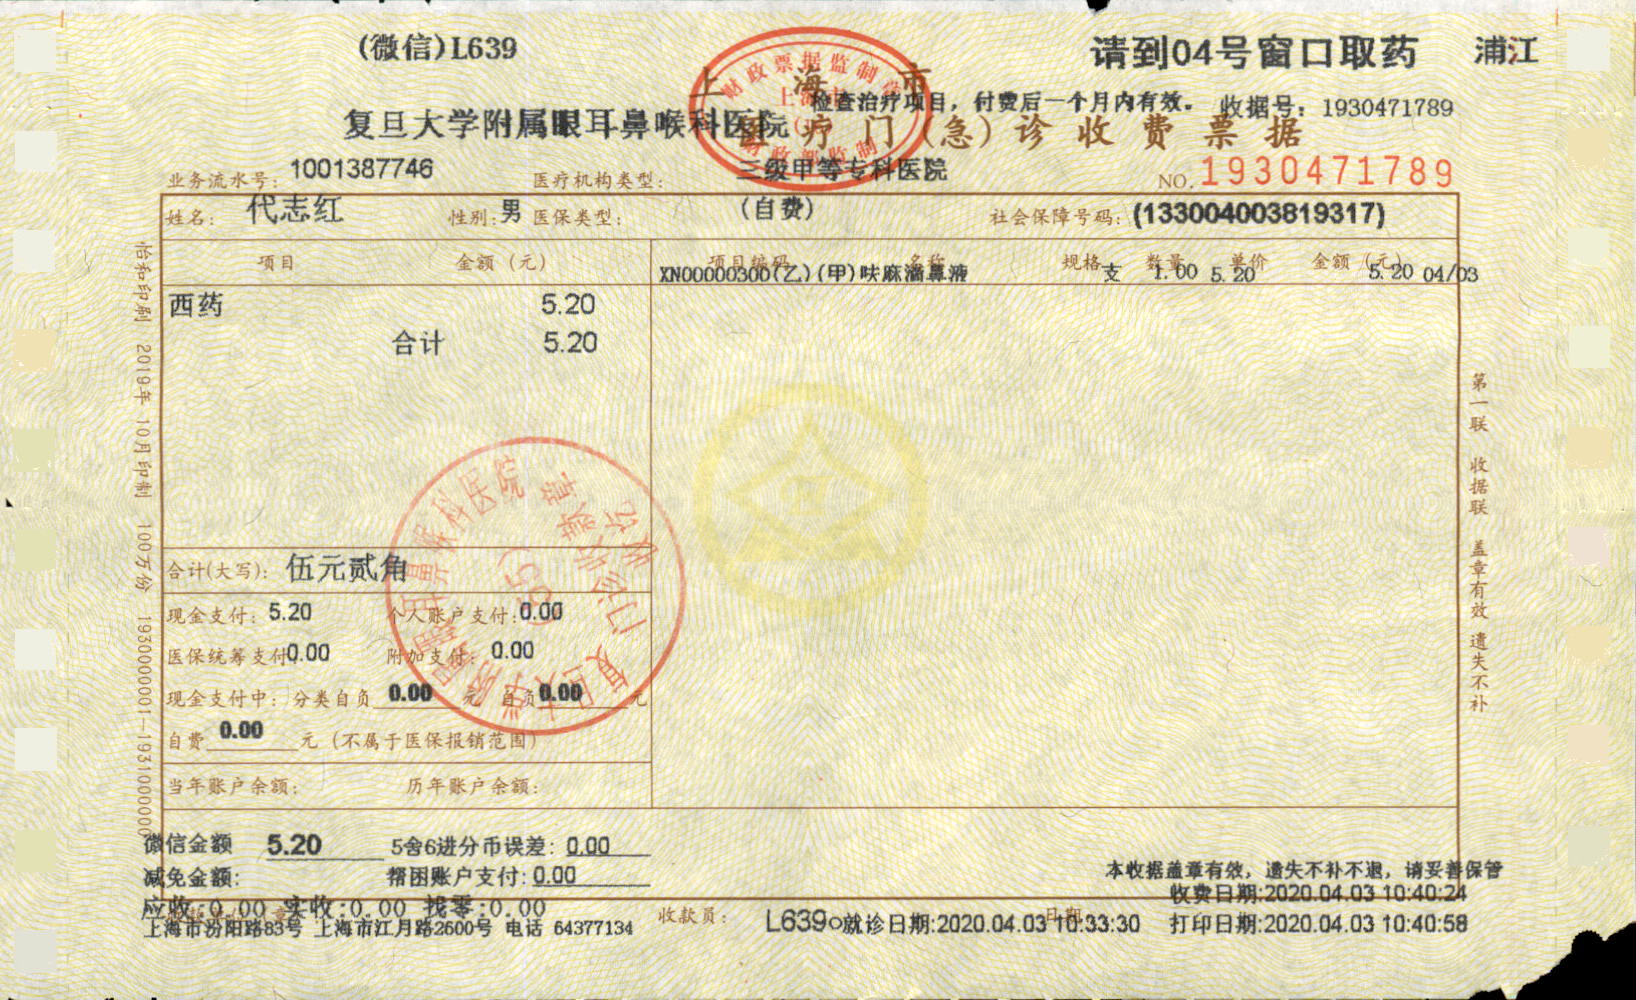 (微信)L639
请到04号窗口取药 浦江
上海市
财政票据监制章
检查治疗项目，付费后一个月内有效。 收据号：1930471789
复旦大学附属眼耳鼻喉科医院
医疗门(急)诊收费票据
业务流水号：1001387746 医疗机构类型：三级甲等专科医院 NO.1930471789
姓名：代志红 性别：男 医保类型：(自费) 社会保障号码：(133004003819317)
项目 金额（元） 项目编码 名称 规格 数量 单价 金额（元）
XN00000300(乙)(甲)呋麻滴鼻液 支 1.00 5.20 5.20 04/03
西药 5.20
合计 5.20
合计(大写)：伍元贰角
现金支付：5.20 个人账户支付：0.00
医保统筹支付：0.00 附加支付：0.00
现金支付中：分类自负 0.00 元 自负 0.00 元
自费 0.00 元（不属于医保报销范围）
当年账户余额： 历年账户余额：
微信金额 5.20 5舍6进分币误差：0.00
减免金额： 帮困账户支付：0.00
应收:0.00 实收:0.00 找零:0.00
上海市汾阳路83号 上海市江月路2600号 电话 64377134
收款员： L639 就诊日期:2020.04.03 10:33:30
日期
本收据盖章有效，遗失不补不退，请妥善保管
收费日期:2020.04.03 10:40:24
打印日期:2020.04.03 10:40:58
怡和印刷 2019年 10月印制 100万份 1930000001—1931000000
第一联 收据联 盖章有效 遗失不补